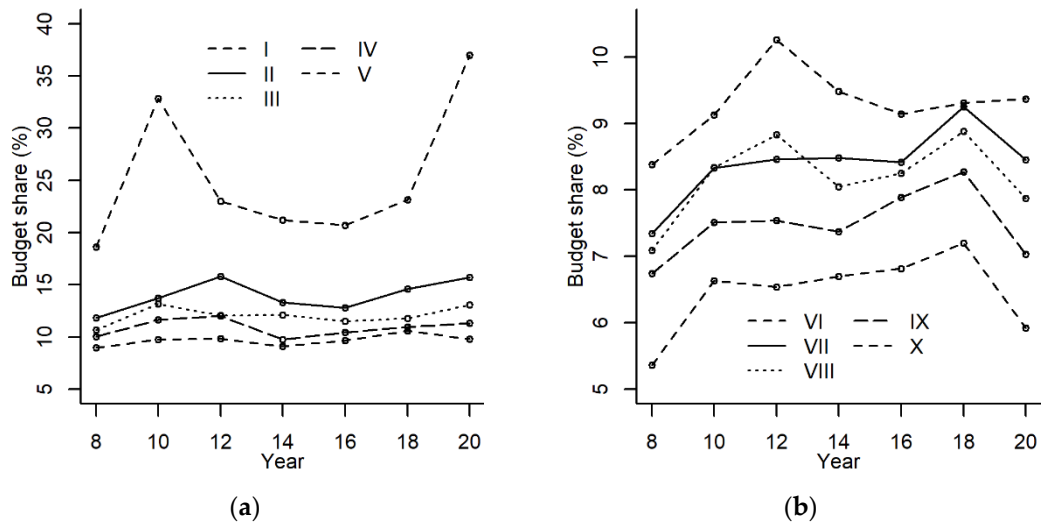 Budget share (%)
40
35
30
25
20
15
10
5
I
II
III
IV
V
8 10 12 14 16 18 20
Year
(a)
Budget share (%)
10
9
8
7
6
5
VI
VII
VIII
IX
X
8 10 12 14 16 18 20
Year
(b)